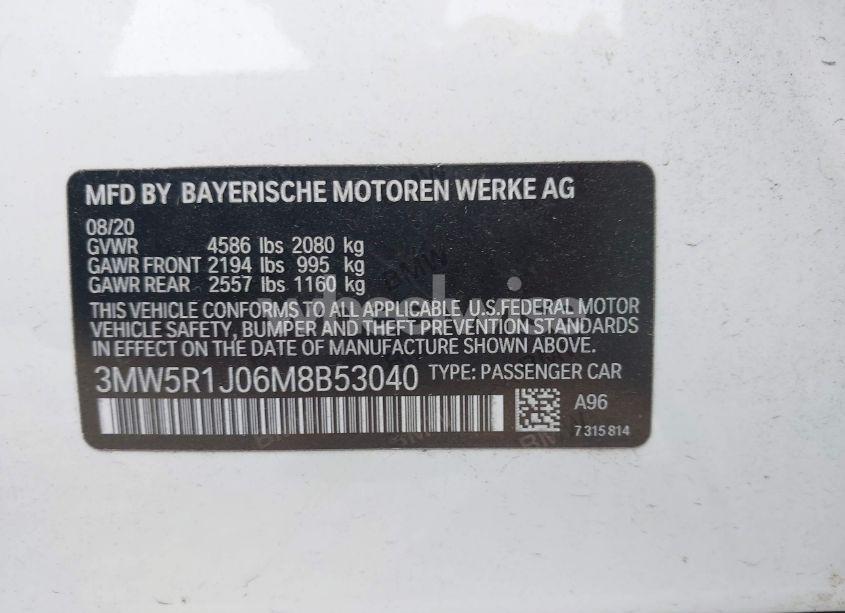 MFD BY BAYERISCHE MOTOREN WERKE AG
08/20
GVWR 4586 lbs 2080 kg
GAWR FRONT 2194 lbs 995 kg
GAWR REAR 2557 lbs 1160 kg
THIS VEHICLE CONFORMS TO ALL APPLICABLE U.S.FEDERAL MOTOR
VEHICLE SAFETY, BUMPER AND THEFT PREVENTION STANDARDS
IN EFFECT ON THE DATE OF MANUFACTURE SHOWN ABOVE.
3MW5R1J06M8B53040 TYPE: PASSENGER CAR
A96
7315814
BMW
BMW